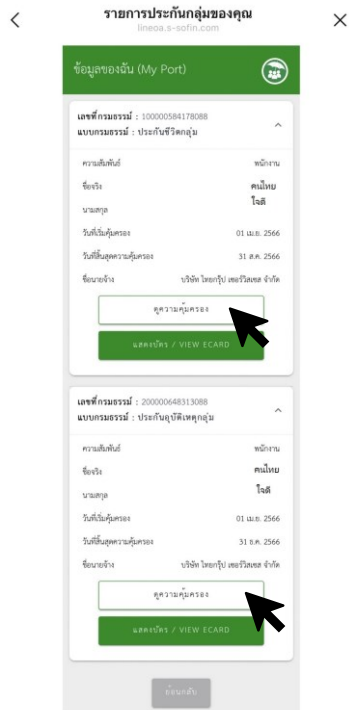 รายการประกันกลุ่มของคุณ
lineoa.s-sofin.com
ข้อมูลของฉัน (My Port)
เลขที่กรมธรรม์ : 100000584178088
แบบกรมธรรม์ : ประกันชีวิตกลุ่ม
ความสัมพันธ์ พนักงาน
ชื่อจริง คนไทย
นามสกุล ใจดี
วันที่เริ่มคุ้มครอง 01 เม.ย. 2566
วันที่สิ้นสุดความคุ้มครอง 31 ส.ค. 2566
ชื่อนายจ้าง บริษัท ไทยกรุ๊ป เซอร์วิสเซส จำกัด
ดูความคุ้มครอง
แสดงบัตร / VIEW ECARD
เลขที่กรมธรรม์ : 200000648313088
แบบกรมธรรม์ : ประกันอุบัติเหตุกลุ่ม
ความสัมพันธ์ พนักงาน
ชื่อจริง คนไทย
นามสกุล ใจดี
วันที่เริ่มคุ้มครอง 01 เม.ย. 2566
วันที่สิ้นสุดความคุ้มครอง 31 ธ.ค. 2566
ชื่อนายจ้าง บริษัท ไทยกรุ๊ป เซอร์วิสเซส จำกัด
ดูความคุ้มครอง
แสดงบัตร / VIEW ECARD
ย้อนกลับ